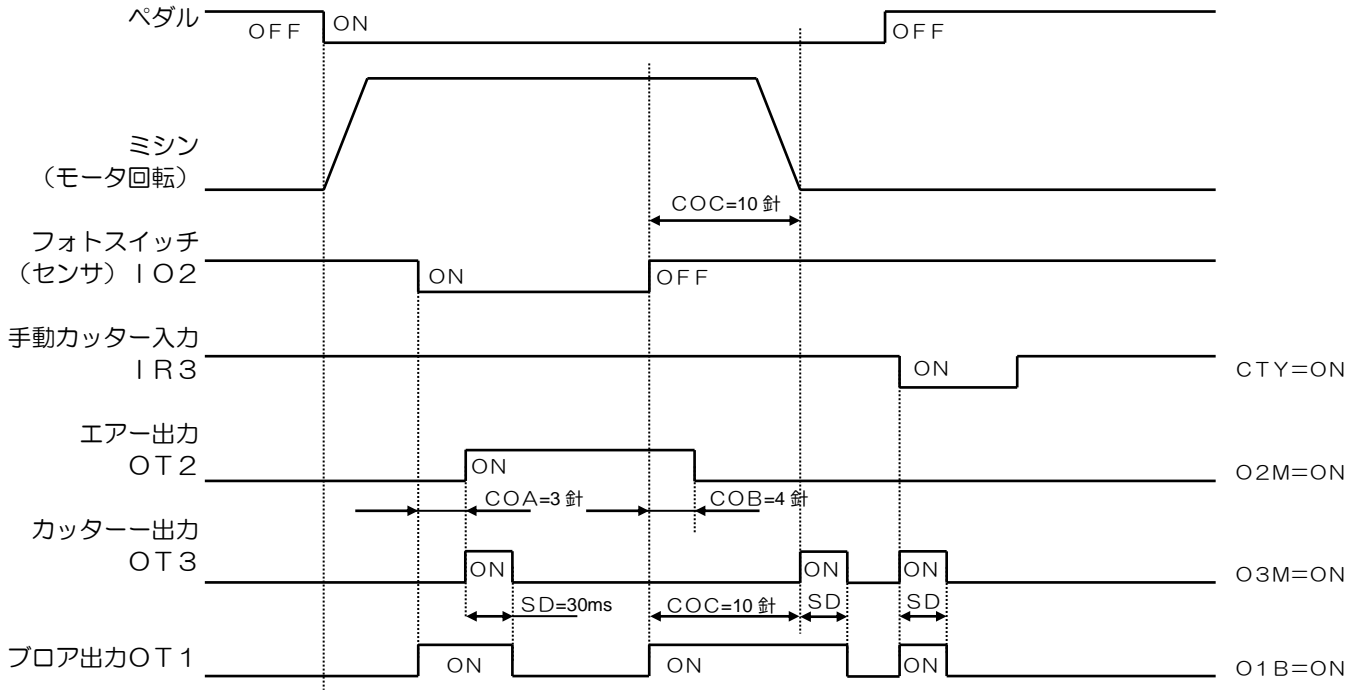 ペダル
OFF
ON
OFF
ミシン
(モータ回転)
COC=10 針
フォトスイッチ
(センサ) IO2
ON
OFF
手動カッター入力
IR3
ON
CTY=ON
エアー出力
OT2
ON
O2M=ON
COA=3 針
COB=4 針
カッターー出力
OT3
ON
ON
ON
O3M=ON
SD=30ms
COC=10 針
SD
SD
ブロア出力OT1
ON
ON
ON
O1B=ON